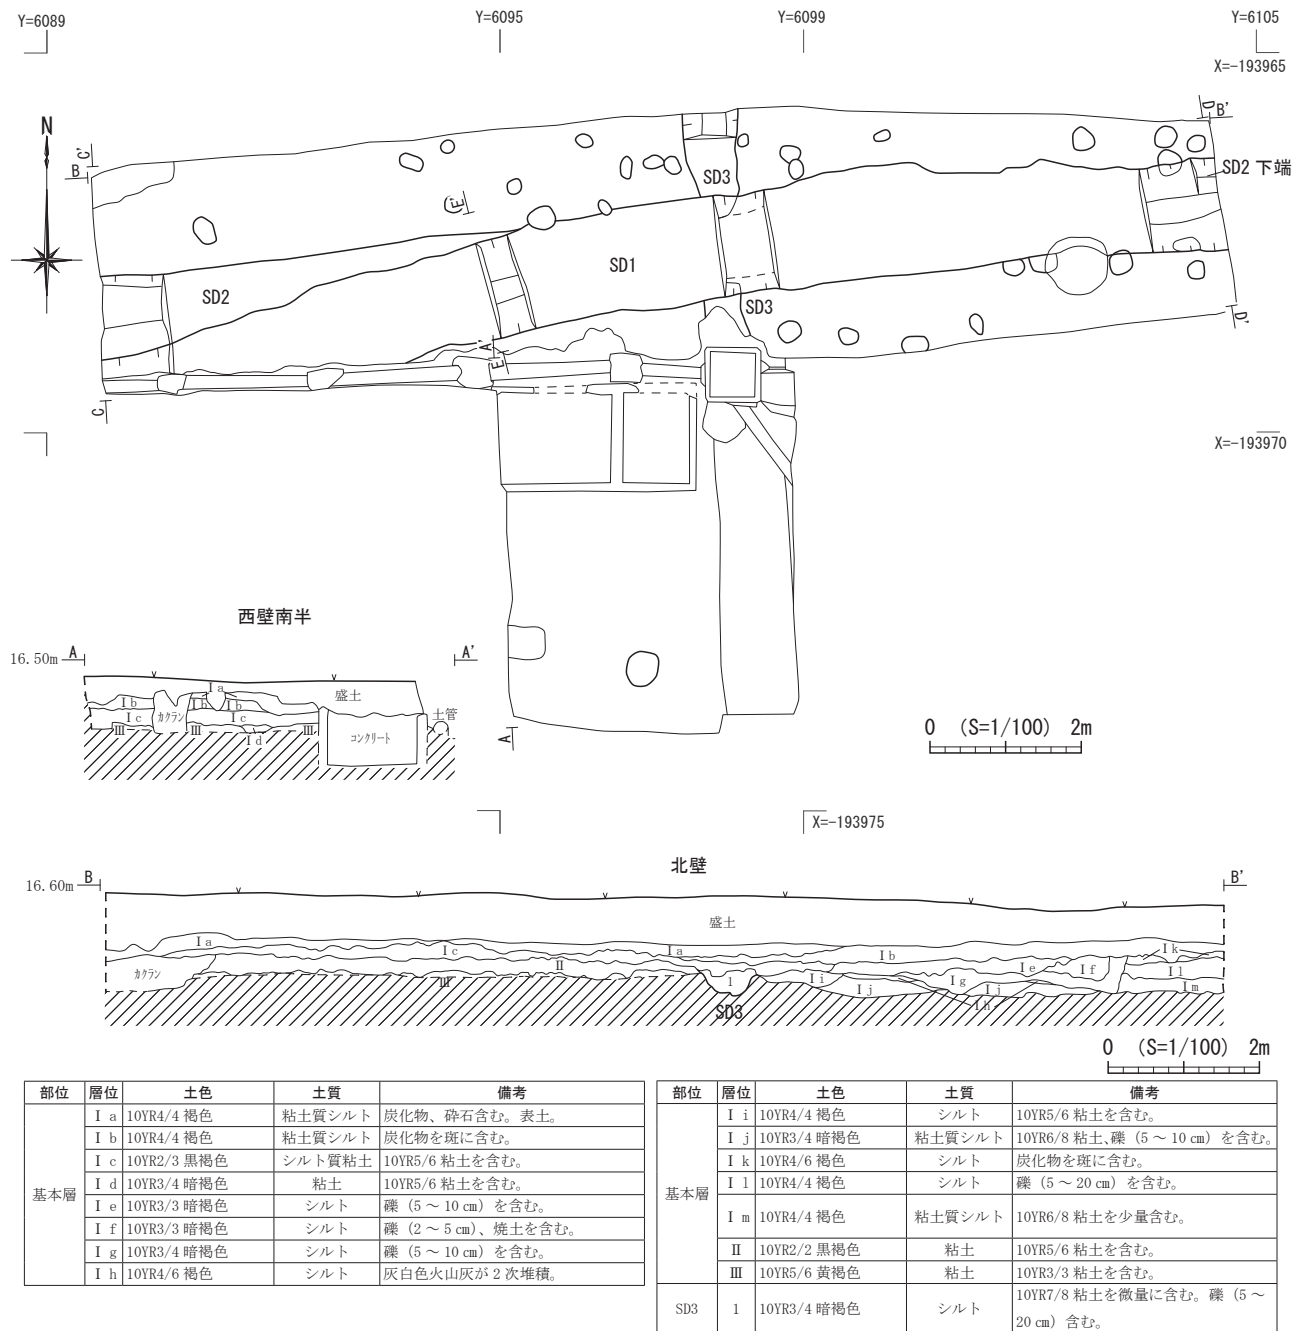 Y=6089
Y=6095
Y=6099
Y=6105
X=-193965
N
C'
B
D
B'
SD3
SD2 下端
E'
SD1
SD2
SD3
A'
E
D'
C
X=-193970
西壁南半
16.50m A
A'
Ⅰa
盛土
Ⅰb
Ⅰb
Ⅰb
カクラン
Ⅰc
Ⅰc
土管
Ⅲ
Ⅲ
Ⅲ
Ⅰd
コンクリート
A
0 (S=1/100) 2m
X=-193975
北壁
16.60m B
B'
盛土
Ⅰa
Ⅰc
Ⅰa
Ⅰb
Ⅰk
カクラン
Ⅱ
Ⅰe
Ⅰf
Ⅰl
Ⅲ
1
Ⅰi
Ⅰg
Ⅰj
Ⅰj
Ⅰm
Ⅰh
SD3
0 (S=1/100) 2m
部位 層位 土色 土質 備考
基本層
Ⅰa 10YR4/4 褐色 粘土質シルト 炭化物、砕石含む。表土。
Ⅰb 10YR4/4 褐色 粘土質シルト 炭化物を斑に含む。
Ⅰc 10YR2/3 黒褐色 シルト質粘土 10YR5/6 粘土を含む。
Ⅰd 10YR3/4 暗褐色 粘土 10YR5/6 粘土を含む。
Ⅰe 10YR3/3 暗褐色 シルト 礫（5～10㎝）を含む。
Ⅰf 10YR3/3 暗褐色 シルト 礫（2～5㎝）、焼土を含む。
Ⅰg 10YR3/4 暗褐色 シルト 礫（5～10㎝）を含む。
Ⅰh 10YR4/6 褐色 シルト 灰白色火山灰が2次堆積。
部位 層位 土色 土質 備考
基本層
Ⅰi 10YR4/4 褐色 シルト 10YR5/6 粘土を含む。
Ⅰj 10YR3/4 暗褐色 粘土質シルト 10YR6/8 粘土、礫（5～10㎝）を含む。
Ⅰk 10YR4/6 褐色 シルト 炭化物を斑に含む。
Ⅰl 10YR4/4 褐色 シルト 礫（5～20㎝）を含む。
Ⅰm 10YR4/4 褐色 粘土質シルト 10YR6/8 粘土を少量含む。
Ⅱ 10YR2/2 黒褐色 粘土 10YR5/6 粘土を含む。
Ⅲ 10YR5/6 黄褐色 粘土 10YR3/3 粘土を含む。
SD3 1 10YR3/4 暗褐色 シルト 10YR7/8 粘土を微量に含む。礫（5～
20㎝）含む。